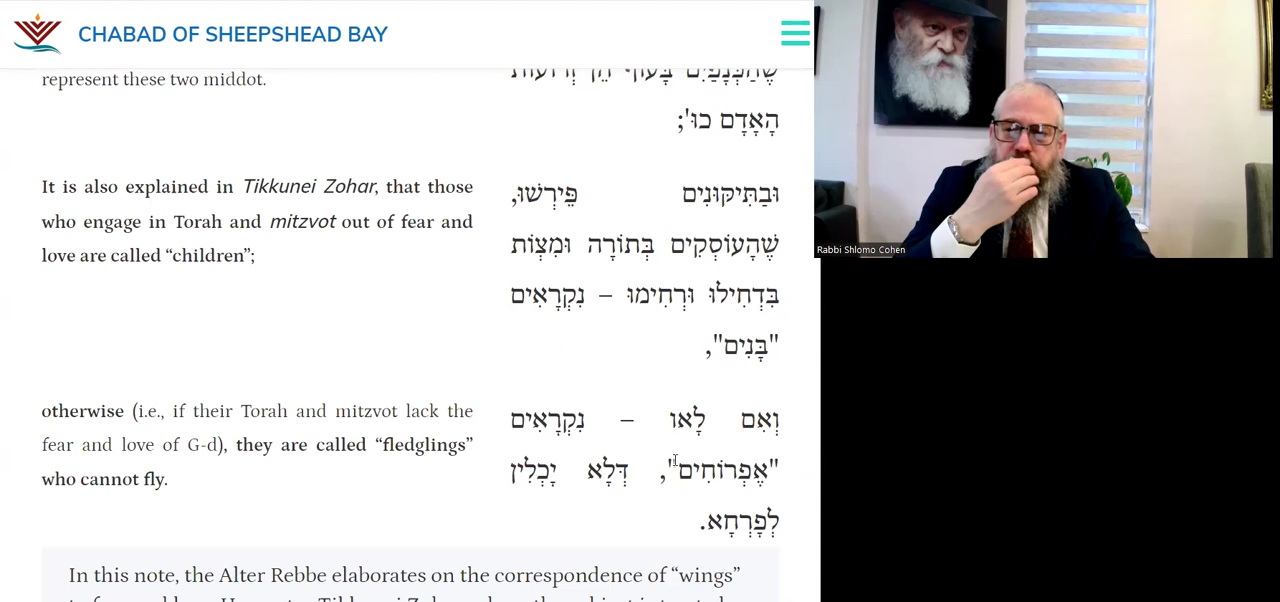 CHABAD OF SHEEPSHEAD BAY
represent these two middot.
שֶׁהַכְּנָפַיִם בָּעוֹף הֵן זְרוֹעוֹת
הָאָדָם כוּ';
It is also explained in Tikkunei Zohar, that those
who engage in Torah and mitzvot out of fear and
love are called “children”;
וּבַתִּיקּוּנִים פֵּירְשׁוּ,
שֶׁהָעוֹסְקִים בְּתוֹרָה וּמִצְוֹת
בִּדְחִילוּ וּרְחִימוּ – נִקְרָאִים
"בָּנִים",
otherwise (i.e., if their Torah and mitzvot lack the
fear and love of G-d), they are called “fledglings”
who cannot fly.
וְאִם לָאו – נִקְרָאִים
"אֶפְרוֹחִים", דְּלָא יָכְלִין
לְפָרְחָא.
In this note, the Alter Rebbe elaborates on the correspondence of “wings”
Rabbi Shlomo Cohen